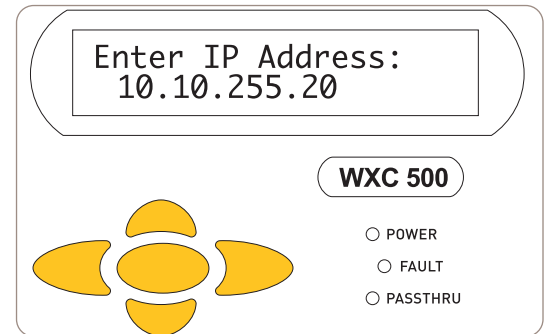 Enter IP Address:
10.10.255.20
WXC 500
POWER
FAULT
PASSTHRU